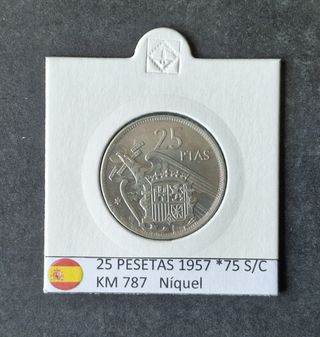 25
PTAS
25 PESETAS 1957 *75 S/C
KM 787 Níquel